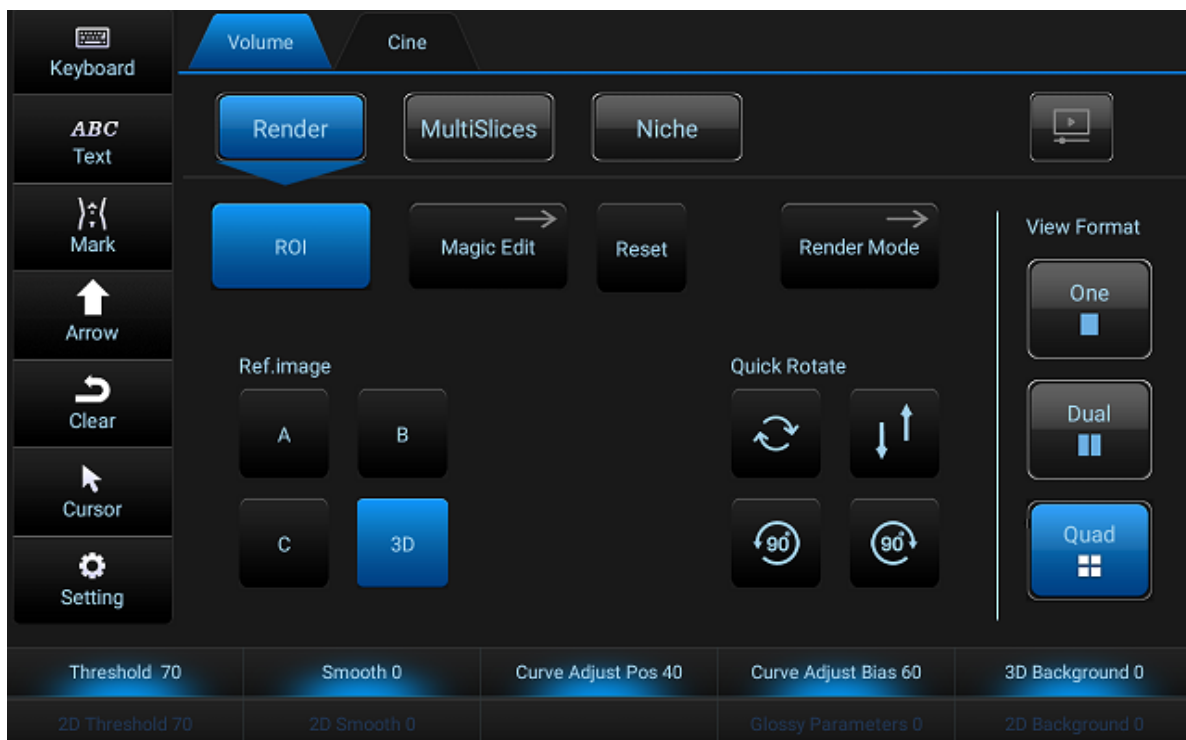 Keyboard
ABC
Text
Mark
Arrow
Clear
Cursor
Setting
Volume
Cine
Render
MultiSlices
Niche
ROI
Magic Edit
Reset
Render Mode
Ref.image
A
B
C
3D
Quick Rotate
90°
90°
View Format
One
Dual
Quad
Threshold 70
Smooth 0
Curve Adjust Pos 40
Curve Adjust Bias 60
3D Background 0
2D Threshold 70
2D Smooth 0
Glossy Parameters 0
2D Background 0